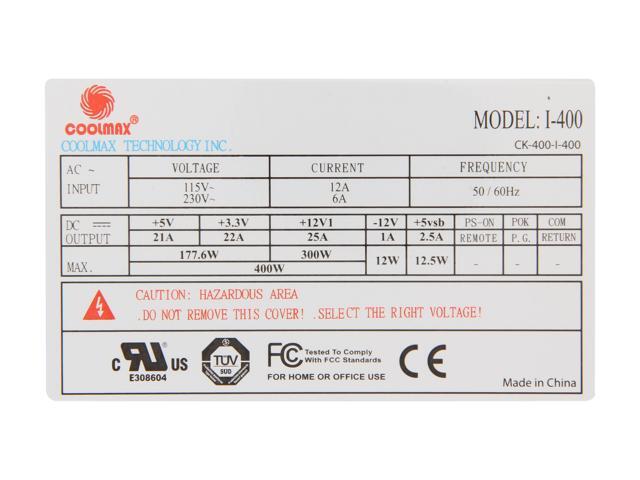 COOLMAX®
COOLMAX TECHNOLOGY INC.
MODEL: I-400
CK-400-I-400
AC ~ INPUT VOLTAGE CURRENT FREQUENCY
115V~ 12A 50 / 60Hz
230V~ 6A
DC OUTPUT +5V +3.3V +12V1 -12V +5vsb PS-ON POK COM
21A 22A 25A 1A 2.5A REMOTE P.G. RETURN
MAX. 177.6W 300W 12W 12.5W - - -
400W
CAUTION: HAZARDOUS AREA
.DO NOT REMOVE THIS COVER! .SELECT THE RIGHT VOLTAGE!
C RU US
E308604
TÜV
SÜD
FC Tested To Comply
With FCC Standards
FOR HOME OR OFFICE USE
CE
Made in China